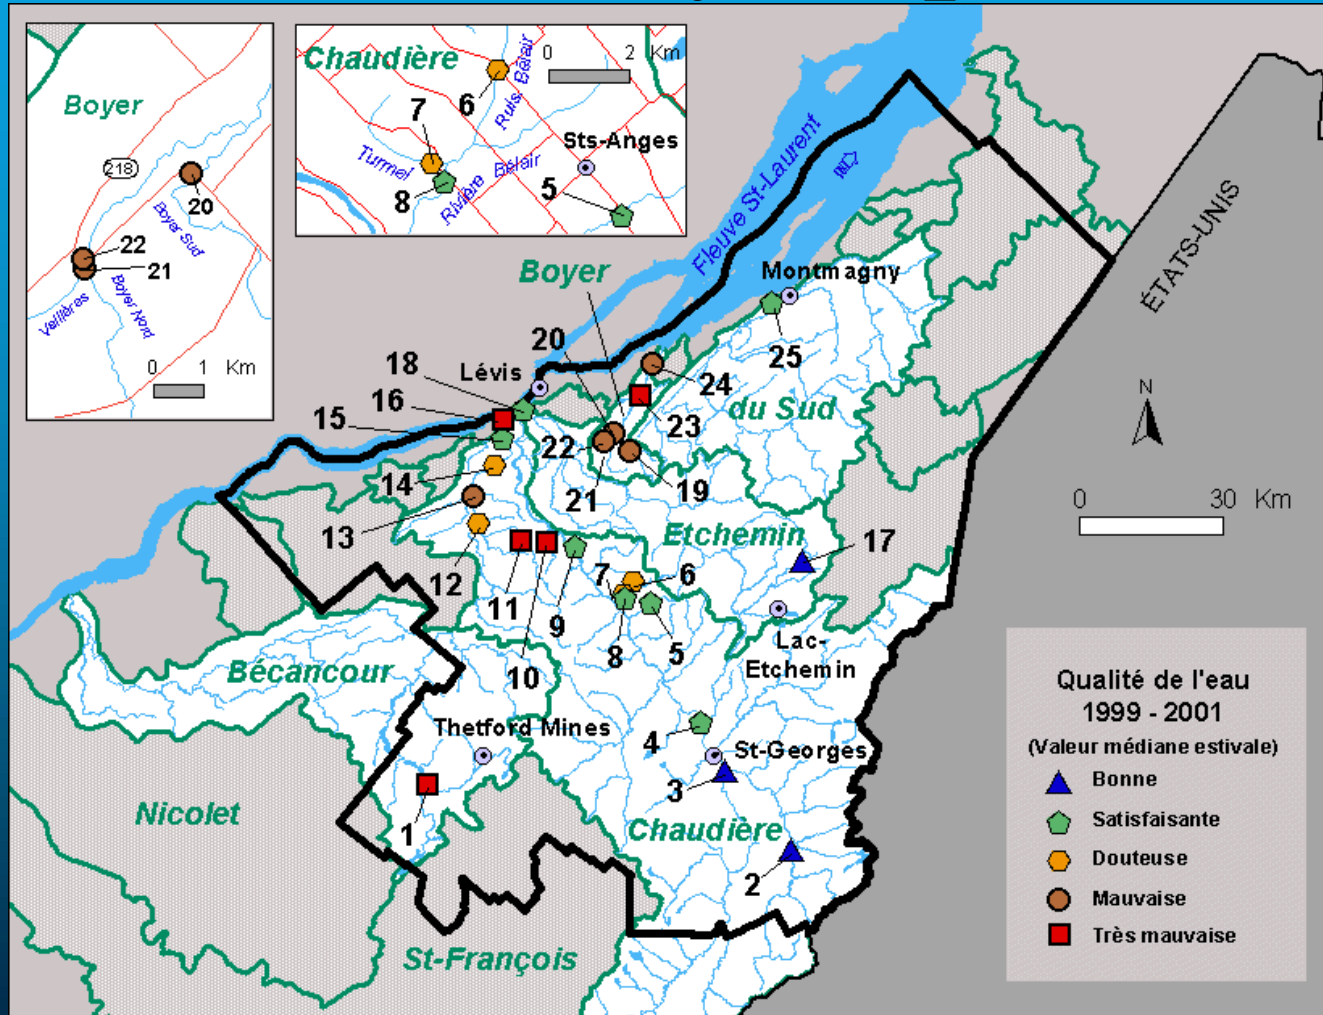 Boyer
218
20
Boyer Sud
22
21
Boyer Nord
0 1 Km
Chaudière
0 2 Km
6
Ruis. Bélair
7
Sts-Anges
Turmel
8
Rivière Bélair
5
Fleuve St-Laurent
ÉTATS-UNIS
Boyer
Montmagny
20
25
18
Lévis
24
16
15
du Sud
23
22
14
21
19
N
0 30 Km
13
Etchemin
17
12
7
6
11
9
8
5
Lac-
Etchemin
10
Bécancour
Thetford Mines
4
St-Georges
3
Nicolet
1
Chaudière
2
St-François
Qualité de l'eau
1999 - 2001
(Valeur médiane estivale)
Bonne
Satisfaisante
Douteuse
Mauvaise
Très mauvaise